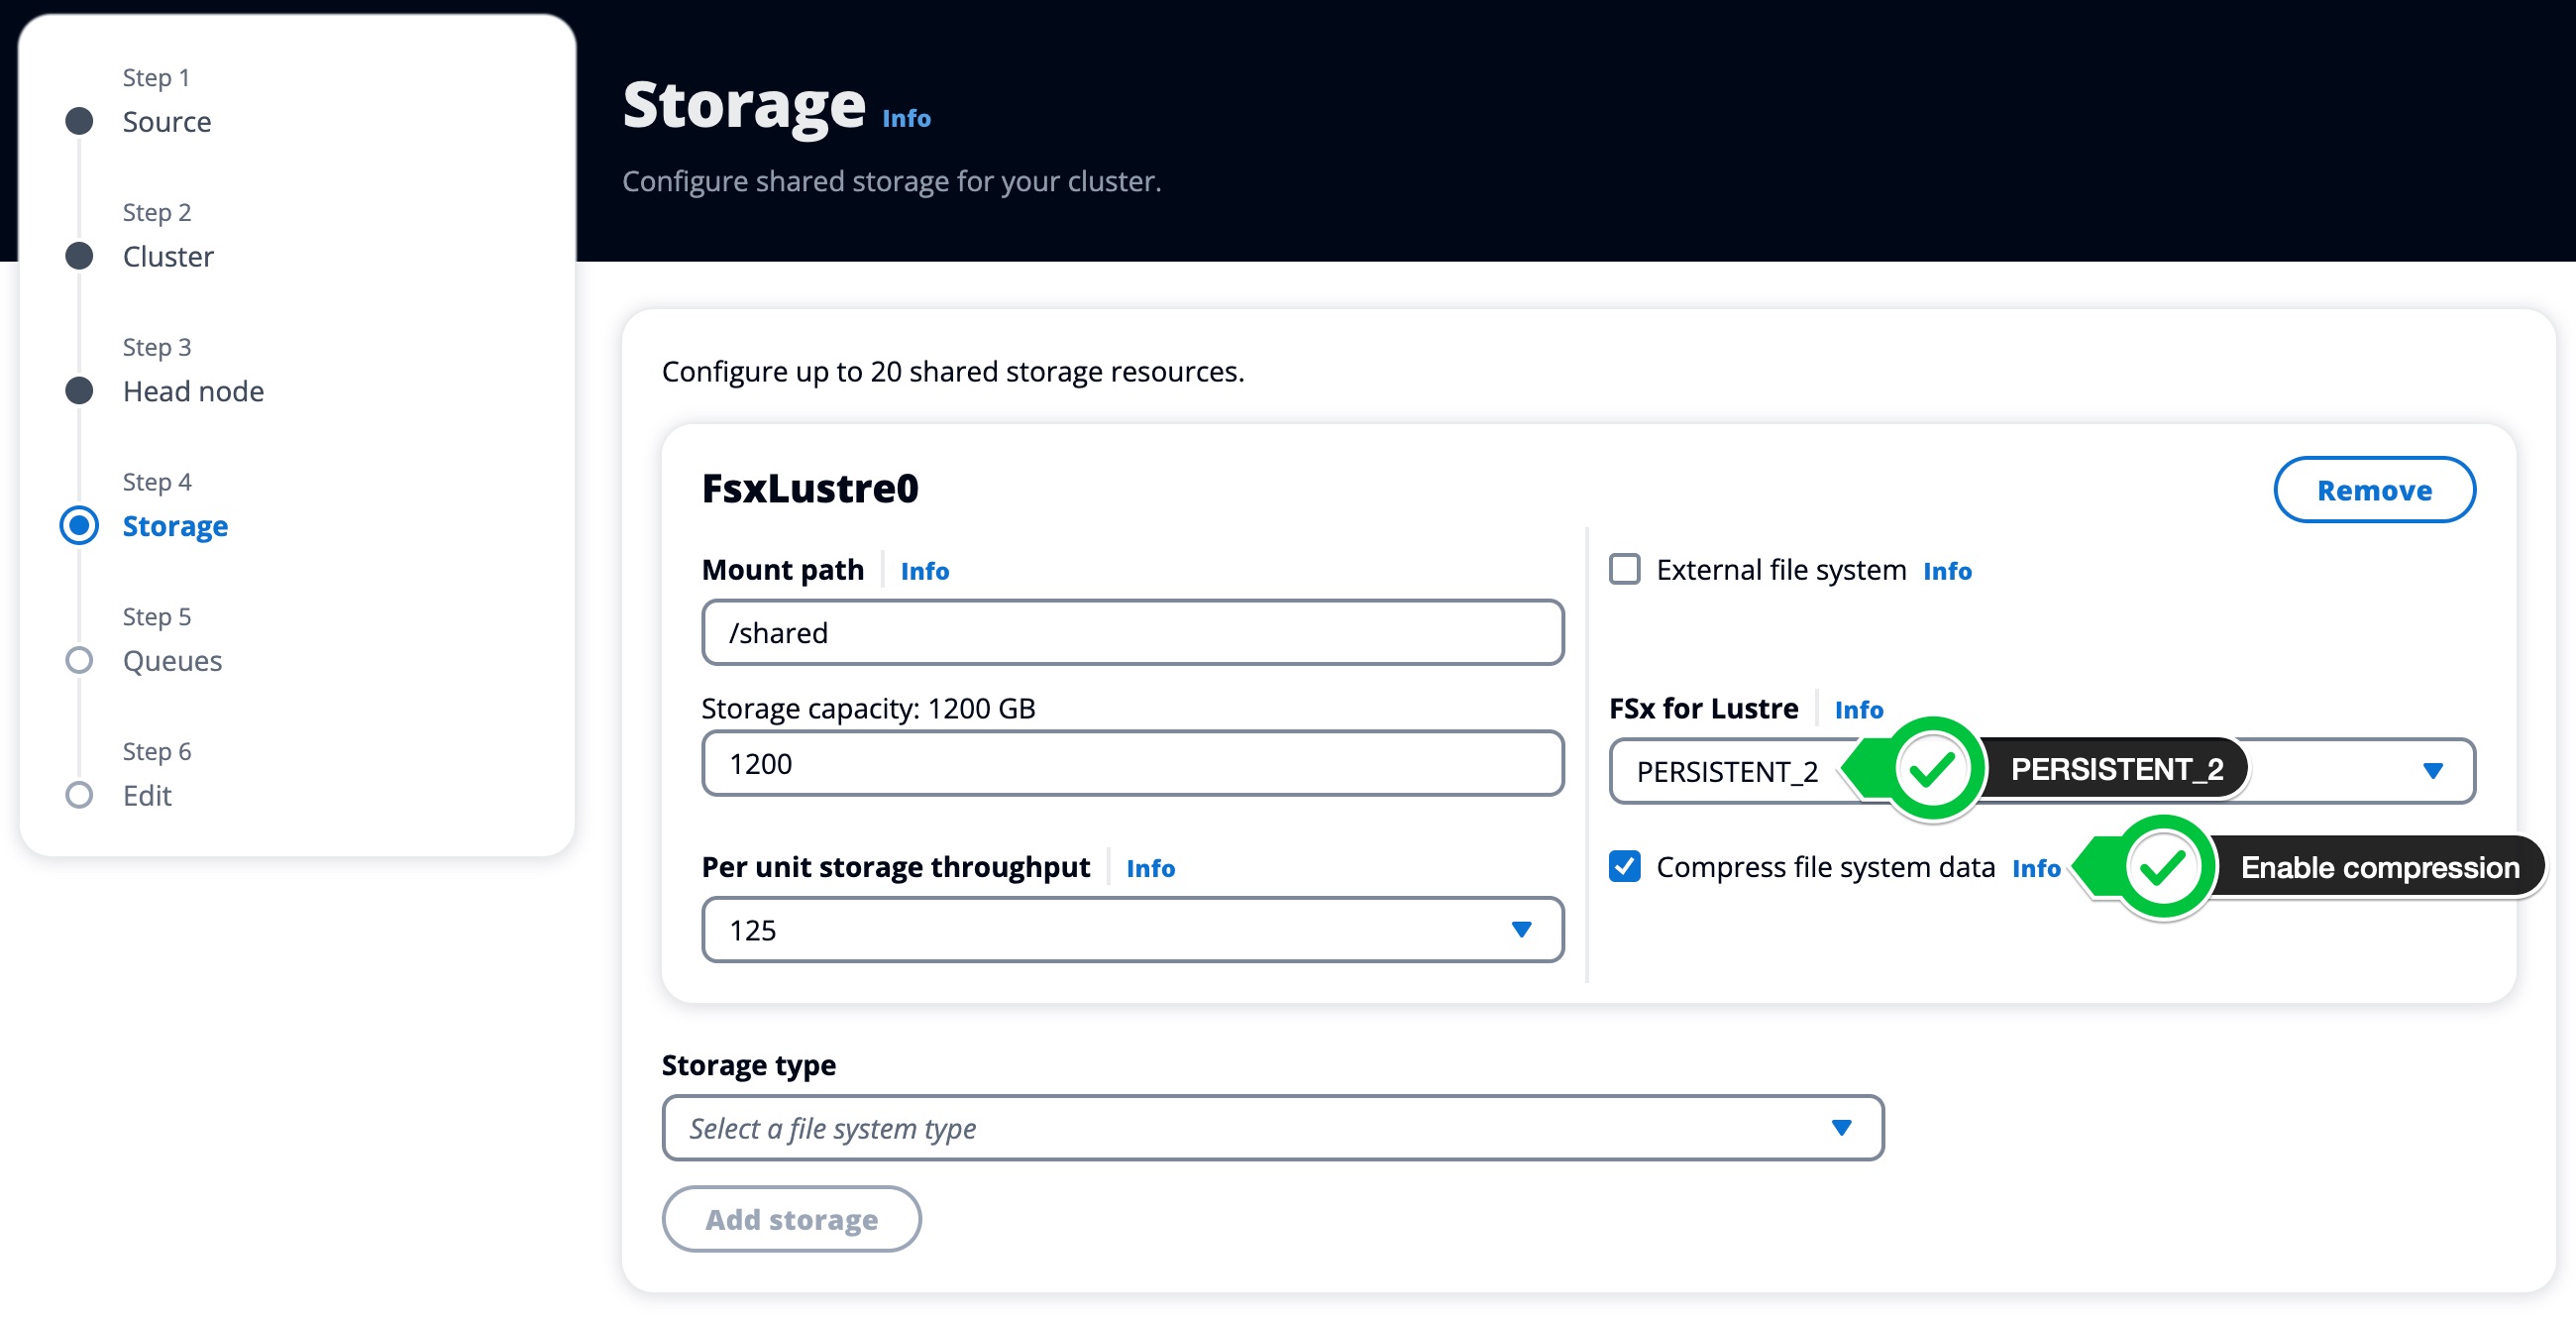 Step 1
Source
Step 2
Cluster
Step 3
Head node
Step 4
Storage
Step 5
Queues
Step 6
Edit
Storage Info
Configure shared storage for your cluster.
Configure up to 20 shared storage resources.
FsxLustre0
Remove
Mount path Info
/shared
External file system Info
Storage capacity: 1200 GB
1200
FSx for Lustre Info
PERSISTENT_2 PERSISTENT_2
Per unit storage throughput Info
125
Compress file system data Info Enable compression
Storage type
Select a file system type
Add storage